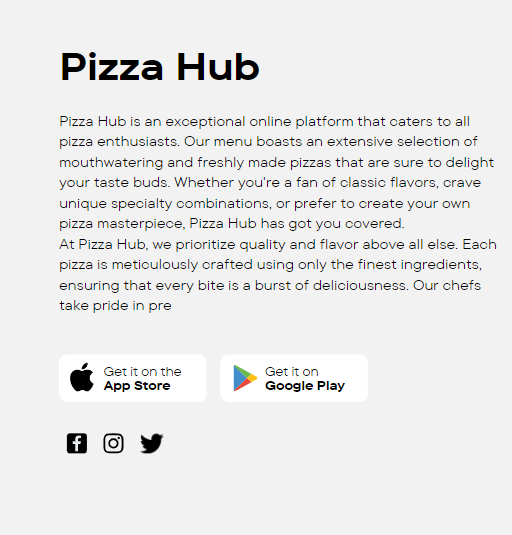 Pizza Hub
Pizza Hub is an exceptional online platform that caters to all
pizza enthusiasts. Our menu boasts an extensive selection of
mouthwatering and freshly made pizzas that are sure to delight
your taste buds. Whether you're a fan of classic flavors, crave
unique specialty combinations, or prefer to create your own
pizza masterpiece, Pizza Hub has got you covered.
At Pizza Hub, we prioritize quality and flavor above all else. Each
pizza is meticulously crafted using only the finest ingredients,
ensuring that every bite is a burst of deliciousness. Our chefs
take pride in pre
Get it on the
App Store
Get it on
Google Play